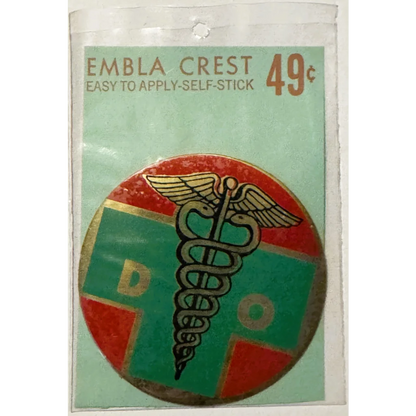 EMBLA CREST 49¢
EASY TO APPLY-SELF-STICK
D O